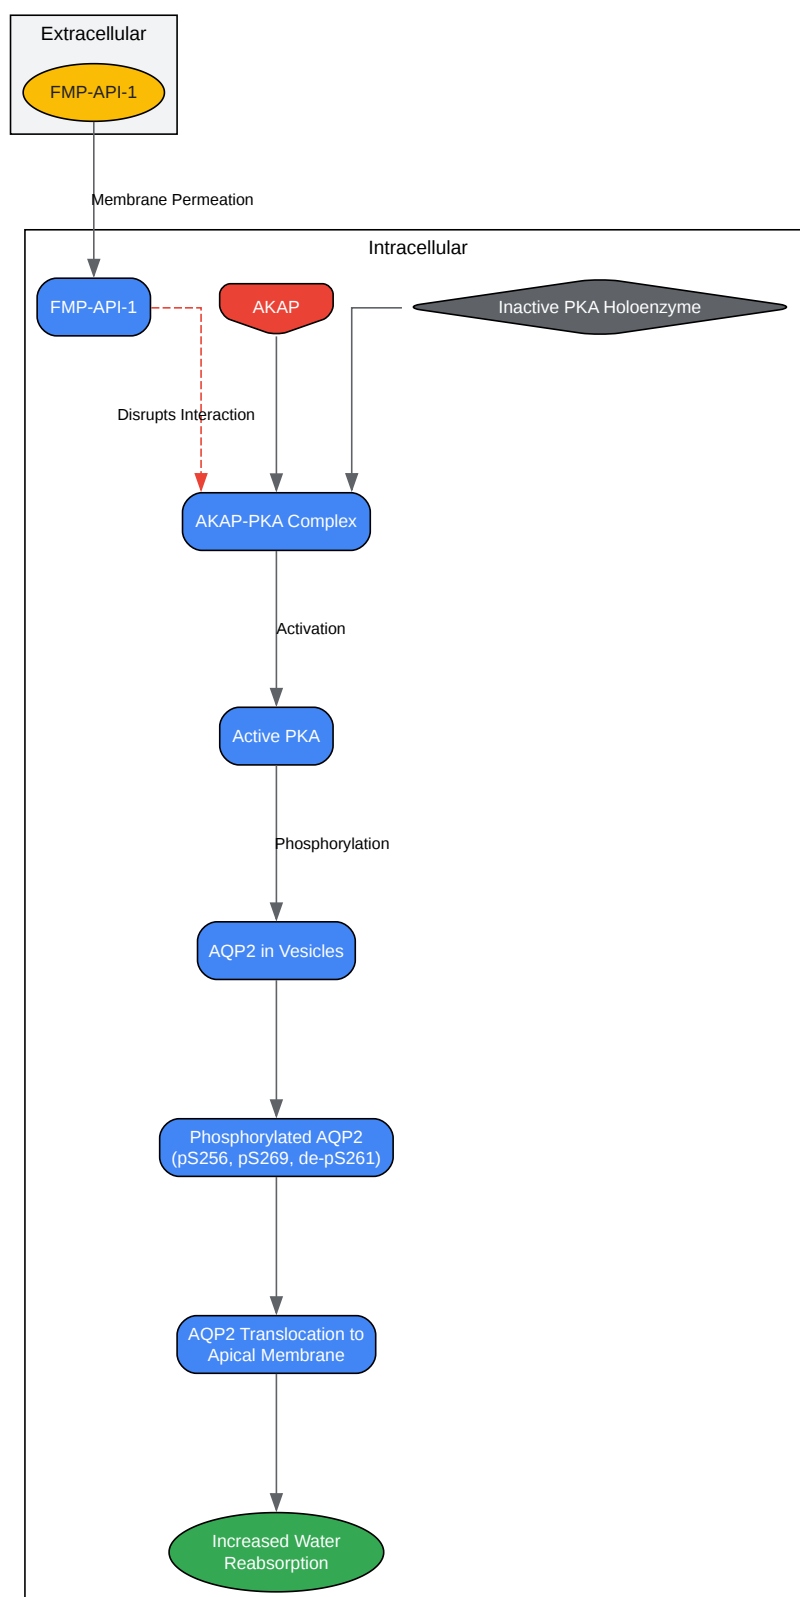 Extracellular
FMP-API-1
Membrane Permeation
Intracellular
FMP-API-1
AKAP
Inactive PKA Holoenzyme
Disrupts Interaction
AKAP-PKA Complex
Activation
Active PKA
Phosphorylation
AQP2 in Vesicles
Phosphorylated AQP2
(pS256, pS269, de-pS261)
AQP2 Translocation to
Apical Membrane
Increased Water
Reabsorption